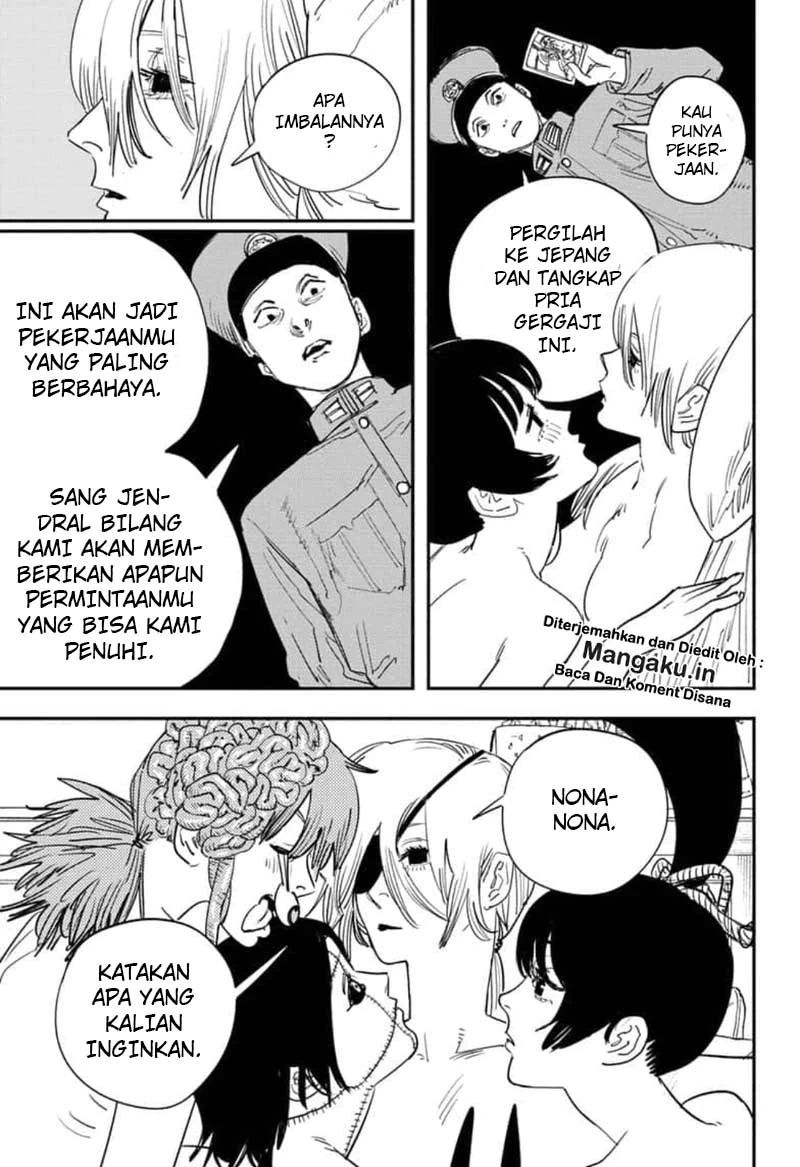 KAU
PUNYA
PEKER-
JAAN.
PERGILAH
KE JEPANG
DAN TANGKAP
PRIA
GERGAJI
INI.
APA
IMBALANNYA
?
INI AKAN JADI
PEKERJAANMU
YANG PALING
BERBAHAYA.
SANG JEN-
DRAL BILANG
KAMI AKAN MEM-
BERIKAN APAPUN
PERMINTAANMU
YANG BISA KAMI
PENUHI.
Diterjemahkan dan Diedit Oleh :
Mangaku.in
Baca Dan Koment Disana
NONA-
NONA.
KATAKAN
APA YANG
KALIAN
INGINKAN.